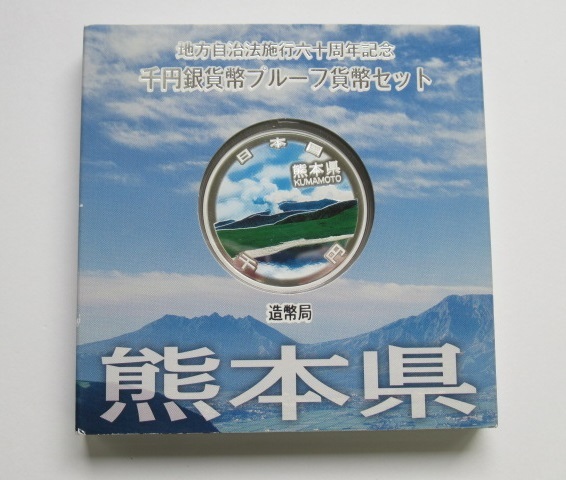 地方自治法施行六十周年記念
千円銀貨幣プルーフ貨幣セット
日本国
熊本県
KUMAMOTO
千円
造幣局
熊本県